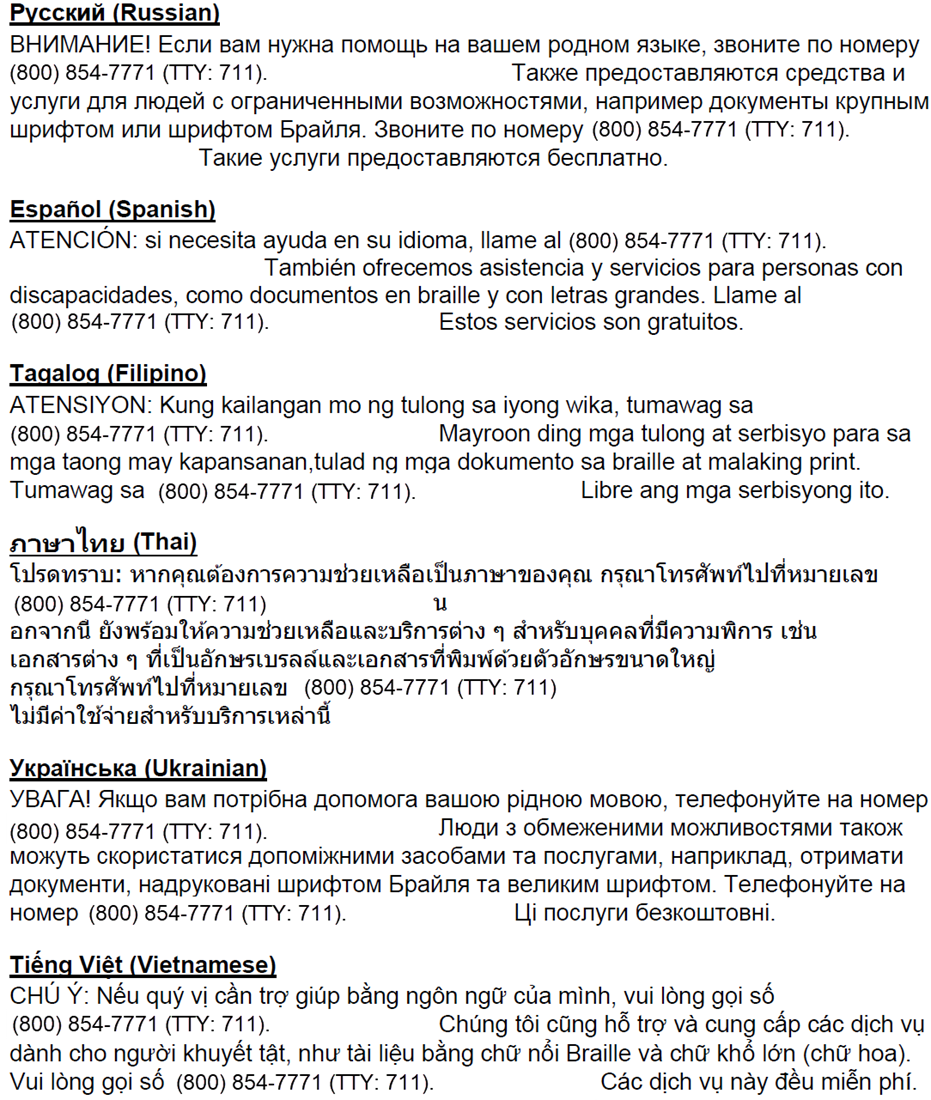 Русский (Russian)
ВНИМАНИЕ! Если вам нужна помощь на вашем родном языке, звоните по номеру
(800) 854-7771 (TTY: 711). Также предоставляются средства и
услуги для людей с ограниченными возможностями, например документы крупным
шрифтом или шрифтом Брайля. Звоните по номеру (800) 854-7771 (TTY: 711).
Такие услуги предоставляются бесплатно.
Español (Spanish)
ATENCIÓN: si necesita ayuda en su idioma, llame al (800) 854-7771 (TTY: 711).
También ofrecemos asistencia y servicios para personas con
discapacidades, como documentos en braille y con letras grandes. Llame al
(800) 854-7771 (TTY: 711). Estos servicios son gratuitos.
Tagalog (Filipino)
ATENSIYON: Kung kailangan mo ng tulong sa iyong wika, tumawag sa
(800) 854-7771 (TTY: 711). Mayroon ding mga tulong at serbisyo para sa
mga taong may kapansanan,tulad ng mga dokumento sa braille at malaking print.
Tumawag sa (800) 854-7771 (TTY: 711). Libre ang mga serbisyong ito.
ภาษาไทย (Thai)
โปรดทราบ: หากคุณต้องการความช่วยเหลือเป็นภาษาของคุณ กรุณาโทรศัพท์ไปที่หมายเลข
(800) 854-7771 (TTY: 711) น
อกจากนี ยังพร้อมให้ความช่วยเหลือและบริการต่าง ๆ สำหรับบุคคลที่มีความพิการ เช่น
เอกสารต่าง ๆ ที่เป็นอักษรเบรลล์และเอกสารที่พิมพ์ด้วยตัวอักษรขนาดใหญ่
กรุณาโทรศัพท์ไปที่หมายเลข (800) 854-7771 (TTY: 711)
ไม่มีค่าใช้จ่ายสำหรับบริการเหล่านี้
Українська (Ukrainian)
УВАГА! Якщо вам потрібна допомога вашою рідною мовою, телефонуйте на номер
(800) 854-7771 (TTY: 711). Люди з обмеженими можливостями також
можуть скористатися допоміжними засобами та послугами, наприклад, отримати
документи, надруковані шрифтом Брайля та великим шрифтом. Телефонуйте на
номер (800) 854-7771 (TTY: 711). Ці послуги безкоштовні.
Tiếng Việt (Vietnamese)
CHÚ Ý: Nếu quý vị cần trợ giúp bằng ngôn ngữ của mình, vui lòng gọi số
(800) 854-7771 (TTY: 711). Chúng tôi cũng hỗ trợ và cung cấp các dịch vụ
dành cho người khuyết tật, như tài liệu bằng chữ nổi Braille và chữ khổ lớn (chữ hoa).
Vui lòng gọi số (800) 854-7771 (TTY: 711). Các dịch vụ này đều miễn phí.